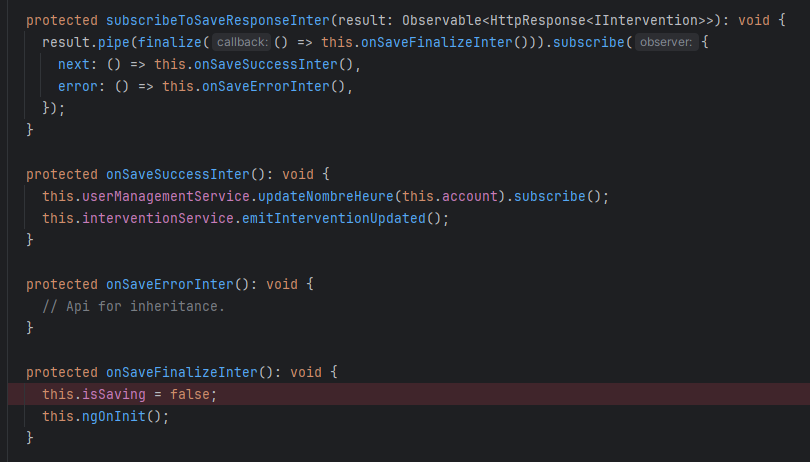 protected subscribeToSaveResponseInter(result: Observable<HttpResponse<IIntervention>>): void {
result.pipe(finalize( callback: () => this.onSaveFinalizeInter())).subscribe( observer: {
next: () => this.onSaveSuccessInter(),
error: () => this.onSaveErrorInter(),
});
}
protected onSaveSuccessInter(): void {
this.userManagementService.updateNombreHeure(this.account).subscribe();
this.interventionService.emitInterventionUpdated();
}
protected onSaveErrorInter(): void {
// Api for inheritance.
}
protected onSaveFinalizeInter(): void {
this.isSaving = false;
this.ngOnInit();
}